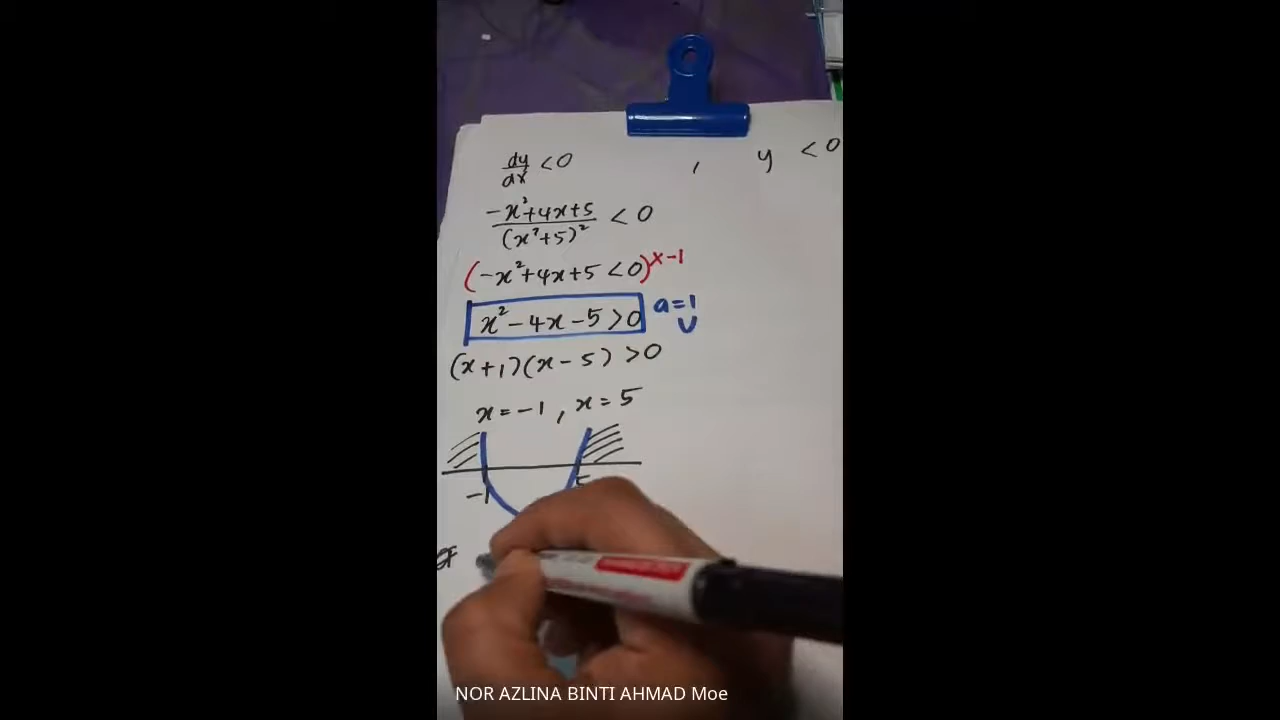 dy/dx < 0 , y < 0
(-x²+4x+5)/(x²+5)² < 0
(-x²+4x+5 < 0) × -1
x² - 4x - 5 > 0 a = 1
(x+1)(x-5) > 0
x = -1 , x = 5
-1 5
NOR AZLINA BINTI AHMAD Moe